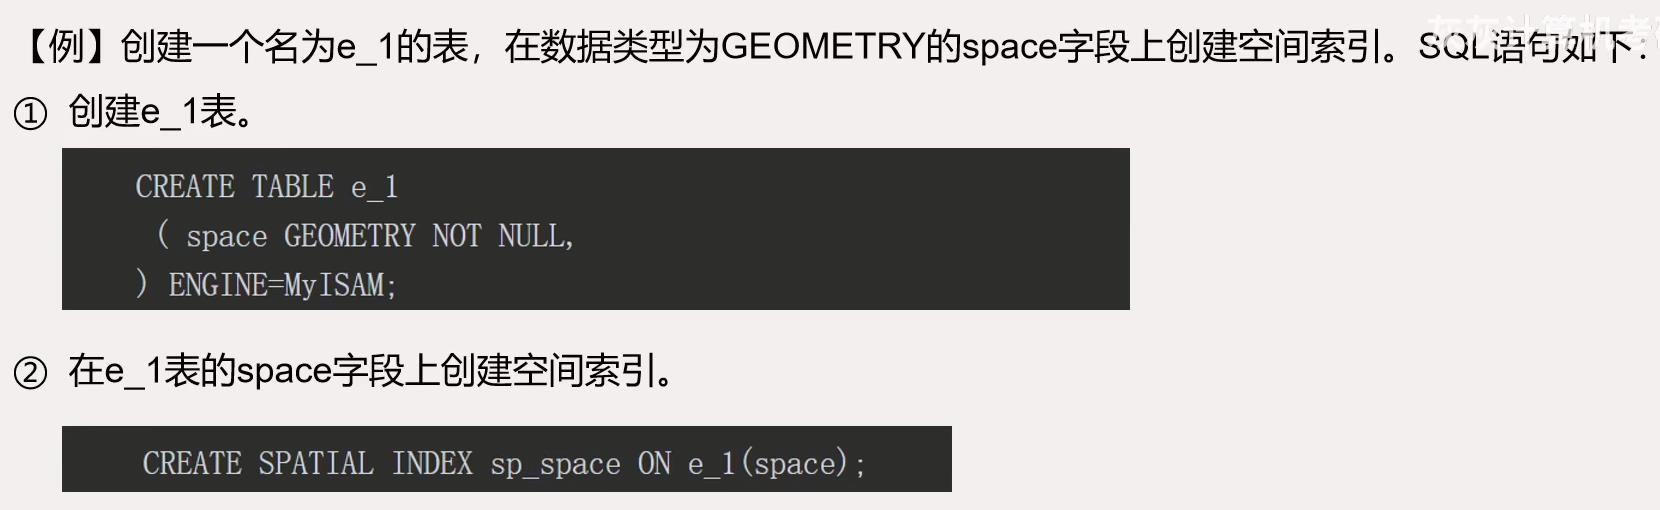 【例】创建一个名为e_1的表，在数据类型为GEOMETRY的space字段上创建空间索引。SQL语句如下：
① 创建e_1表。
CREATE TABLE e_1
( space GEOMETRY NOT NULL,
) ENGINE=MyISAM;
② 在e_1表的space字段上创建空间索引。
CREATE SPATIAL INDEX sp_space ON e_1(space);